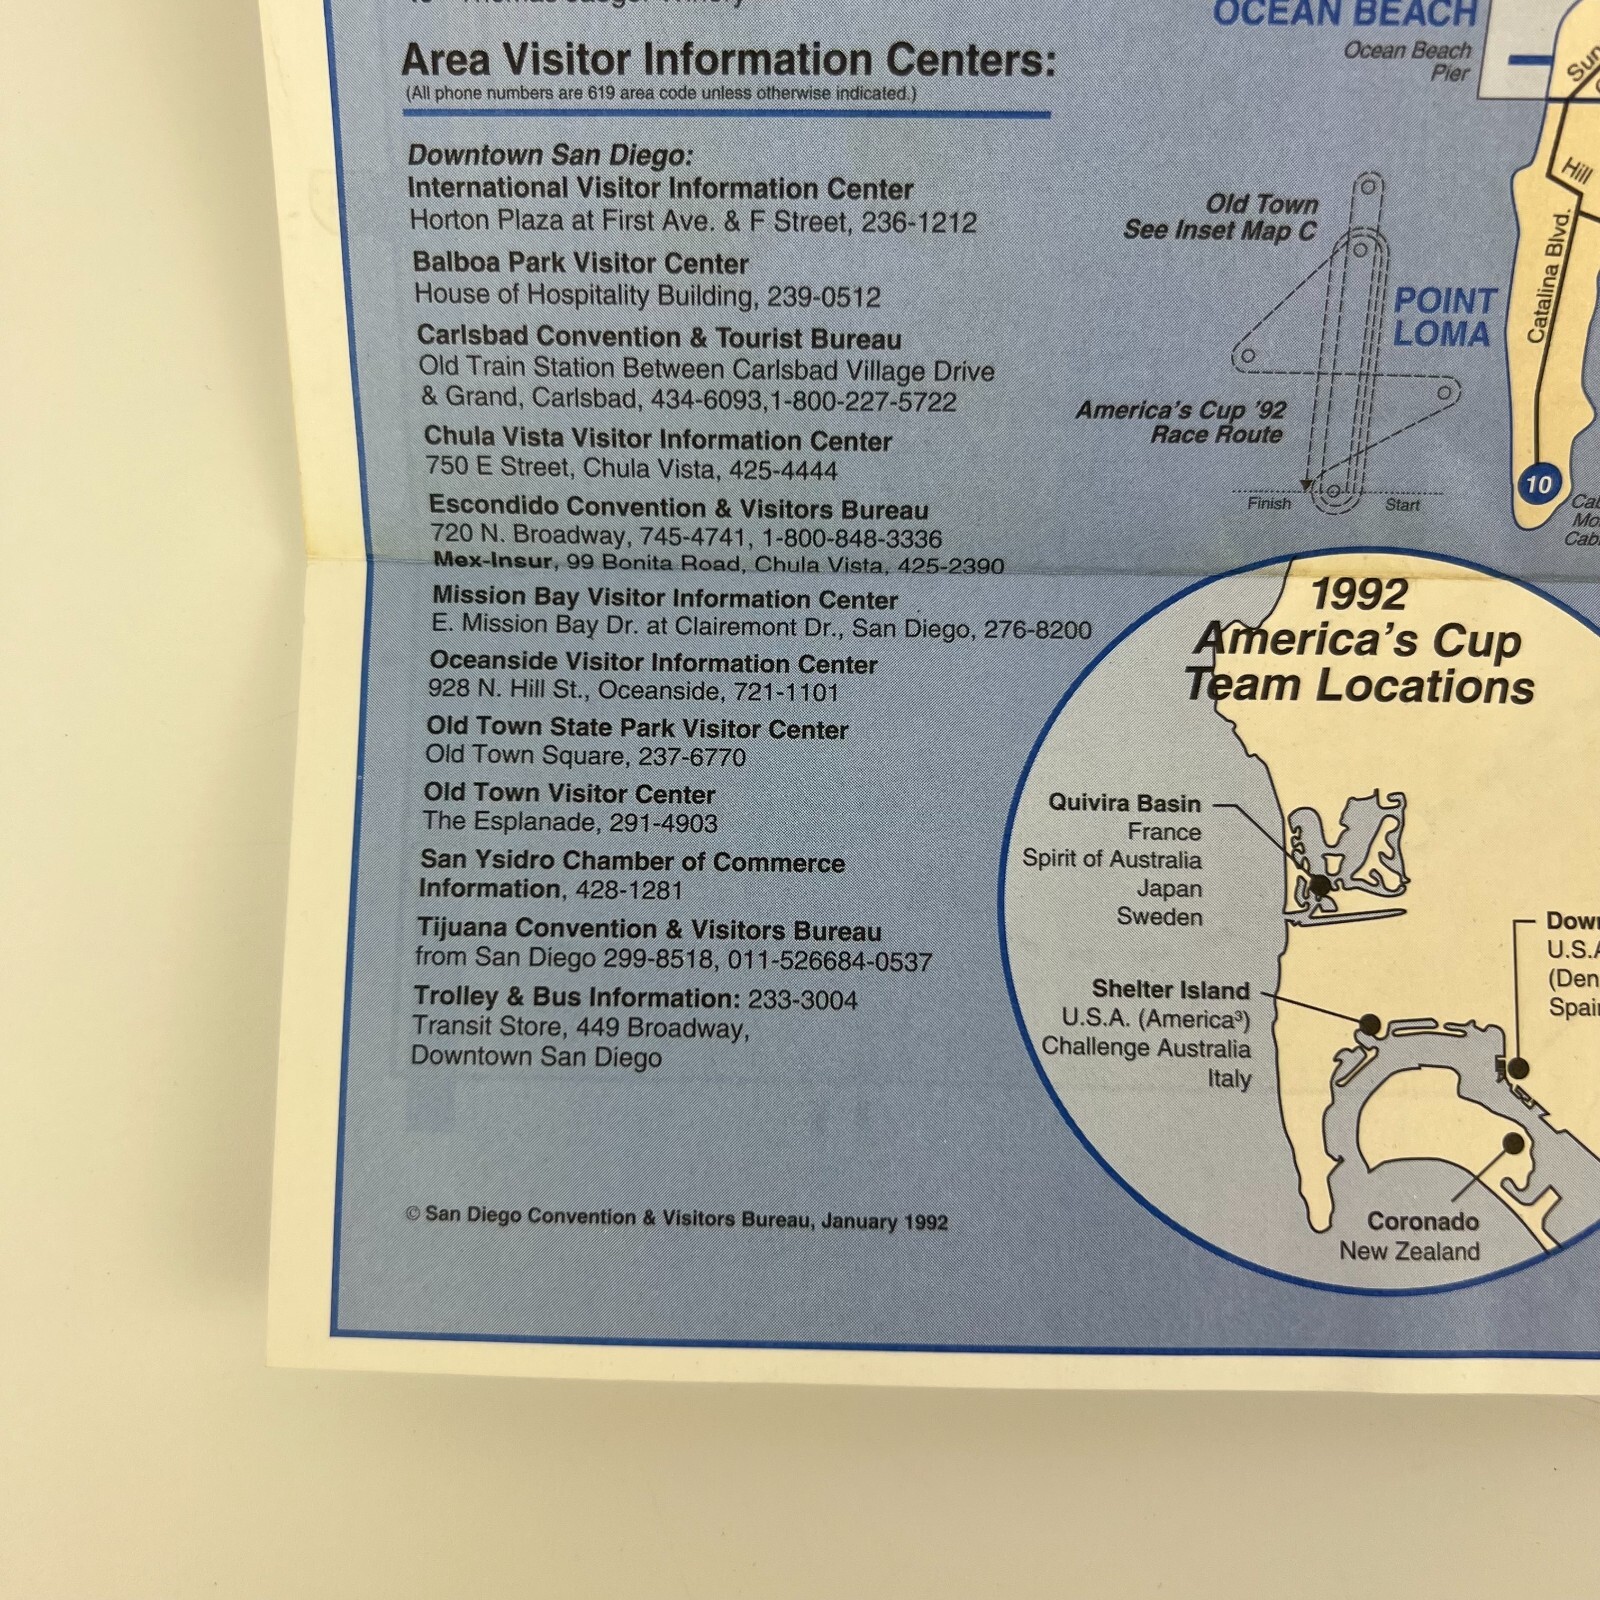 Area Visitor Information Centers:
(All phone numbers are 619 area code unless otherwise indicated.)
Downtown San Diego:
International Visitor Information Center
Horton Plaza at First Ave. & F Street, 236-1212
Balboa Park Visitor Center
House of Hospitality Building, 239-0512
Carlsbad Convention & Tourist Bureau
Old Train Station Between Carlsbad Village Drive
& Grand, Carlsbad, 434-6093,1-800-227-5722
Chula Vista Visitor Information Center
750 E Street, Chula Vista, 425-4444
Escondido Convention & Visitors Bureau
720 N. Broadway, 745-4741, 1-800-848-3336
Mex-Insur, 99 Bonita Road, Chula Vista, 425-2390
Mission Bay Visitor Information Center
E. Mission Bay Dr. at Clairemont Dr., San Diego, 276-8200
Oceanside Visitor Information Center
928 N. Hill St., Oceanside, 721-1101
Old Town State Park Visitor Center
Old Town Square, 237-6770
Old Town Visitor Center
The Esplanade, 291-4903
San Ysidro Chamber of Commerce
Information, 428-1281
Tijuana Convention & Visitors Bureau
from San Diego 299-8518, 011-526684-0537
Trolley & Bus Information: 233-3004
Transit Store, 449 Broadway,
Downtown San Diego
© San Diego Convention & Visitors Bureau, January 1992
OCEAN BEACH
Ocean Beach
Pier
Old Town
See Inset Map C
POINT
LOMA
America's Cup '92
Race Route
Finish
Start
Catalina Blvd.
Hill
10
1992
America's Cup
Team Locations
Quivira Basin
France
Spirit of Australia
Japan
Sweden
Shelter Island
U.S.A. (America³)
Challenge Australia
Italy
Coronado
New Zealand